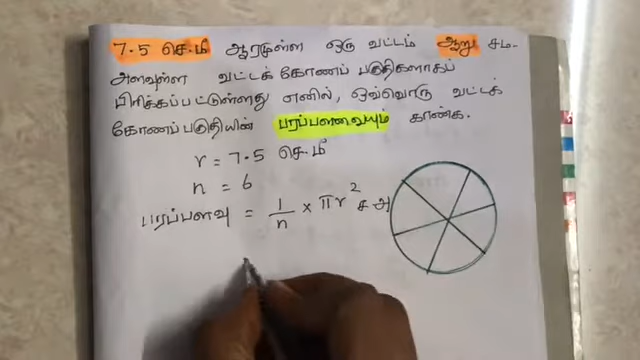 7.5 செ.மீ ஆரமுள்ள ஒரு வட்டம் ஆறு சம-
அளவுள்ள வட்டக் கோணப் பகுதிகளாகப்
பிரிக்கப்பட்டுள்ளது எனில், ஒவ்வொரு வட்டக்
கோணப் பகுதியின் பரப்பளவையும் காண்க.
r = 7.5 செ.மீ
n = 6
பரப்பளவு = 1/n × πr² ச அ